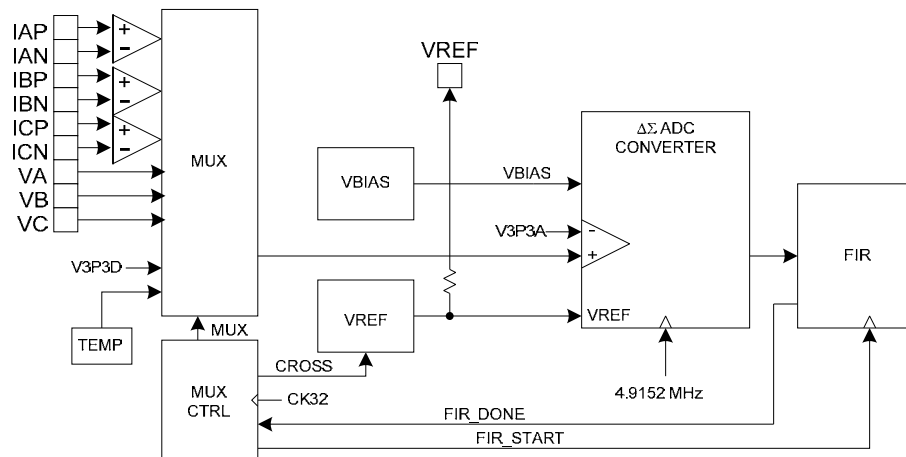 IAP
IAN
IBP
IBN
ICP
ICN
VA
VB
VC
+
−
+
−
+
−
MUX
V3P3D
TEMP
MUX
MUX
CTRL
CROSS
CK32
VREF
VBIAS
VREF
VBIAS
V3P3A
-
+
VREF
ΔΣ ADC
CONVERTER
4.9152 MHz
FIR
FIR_DONE
FIR_START